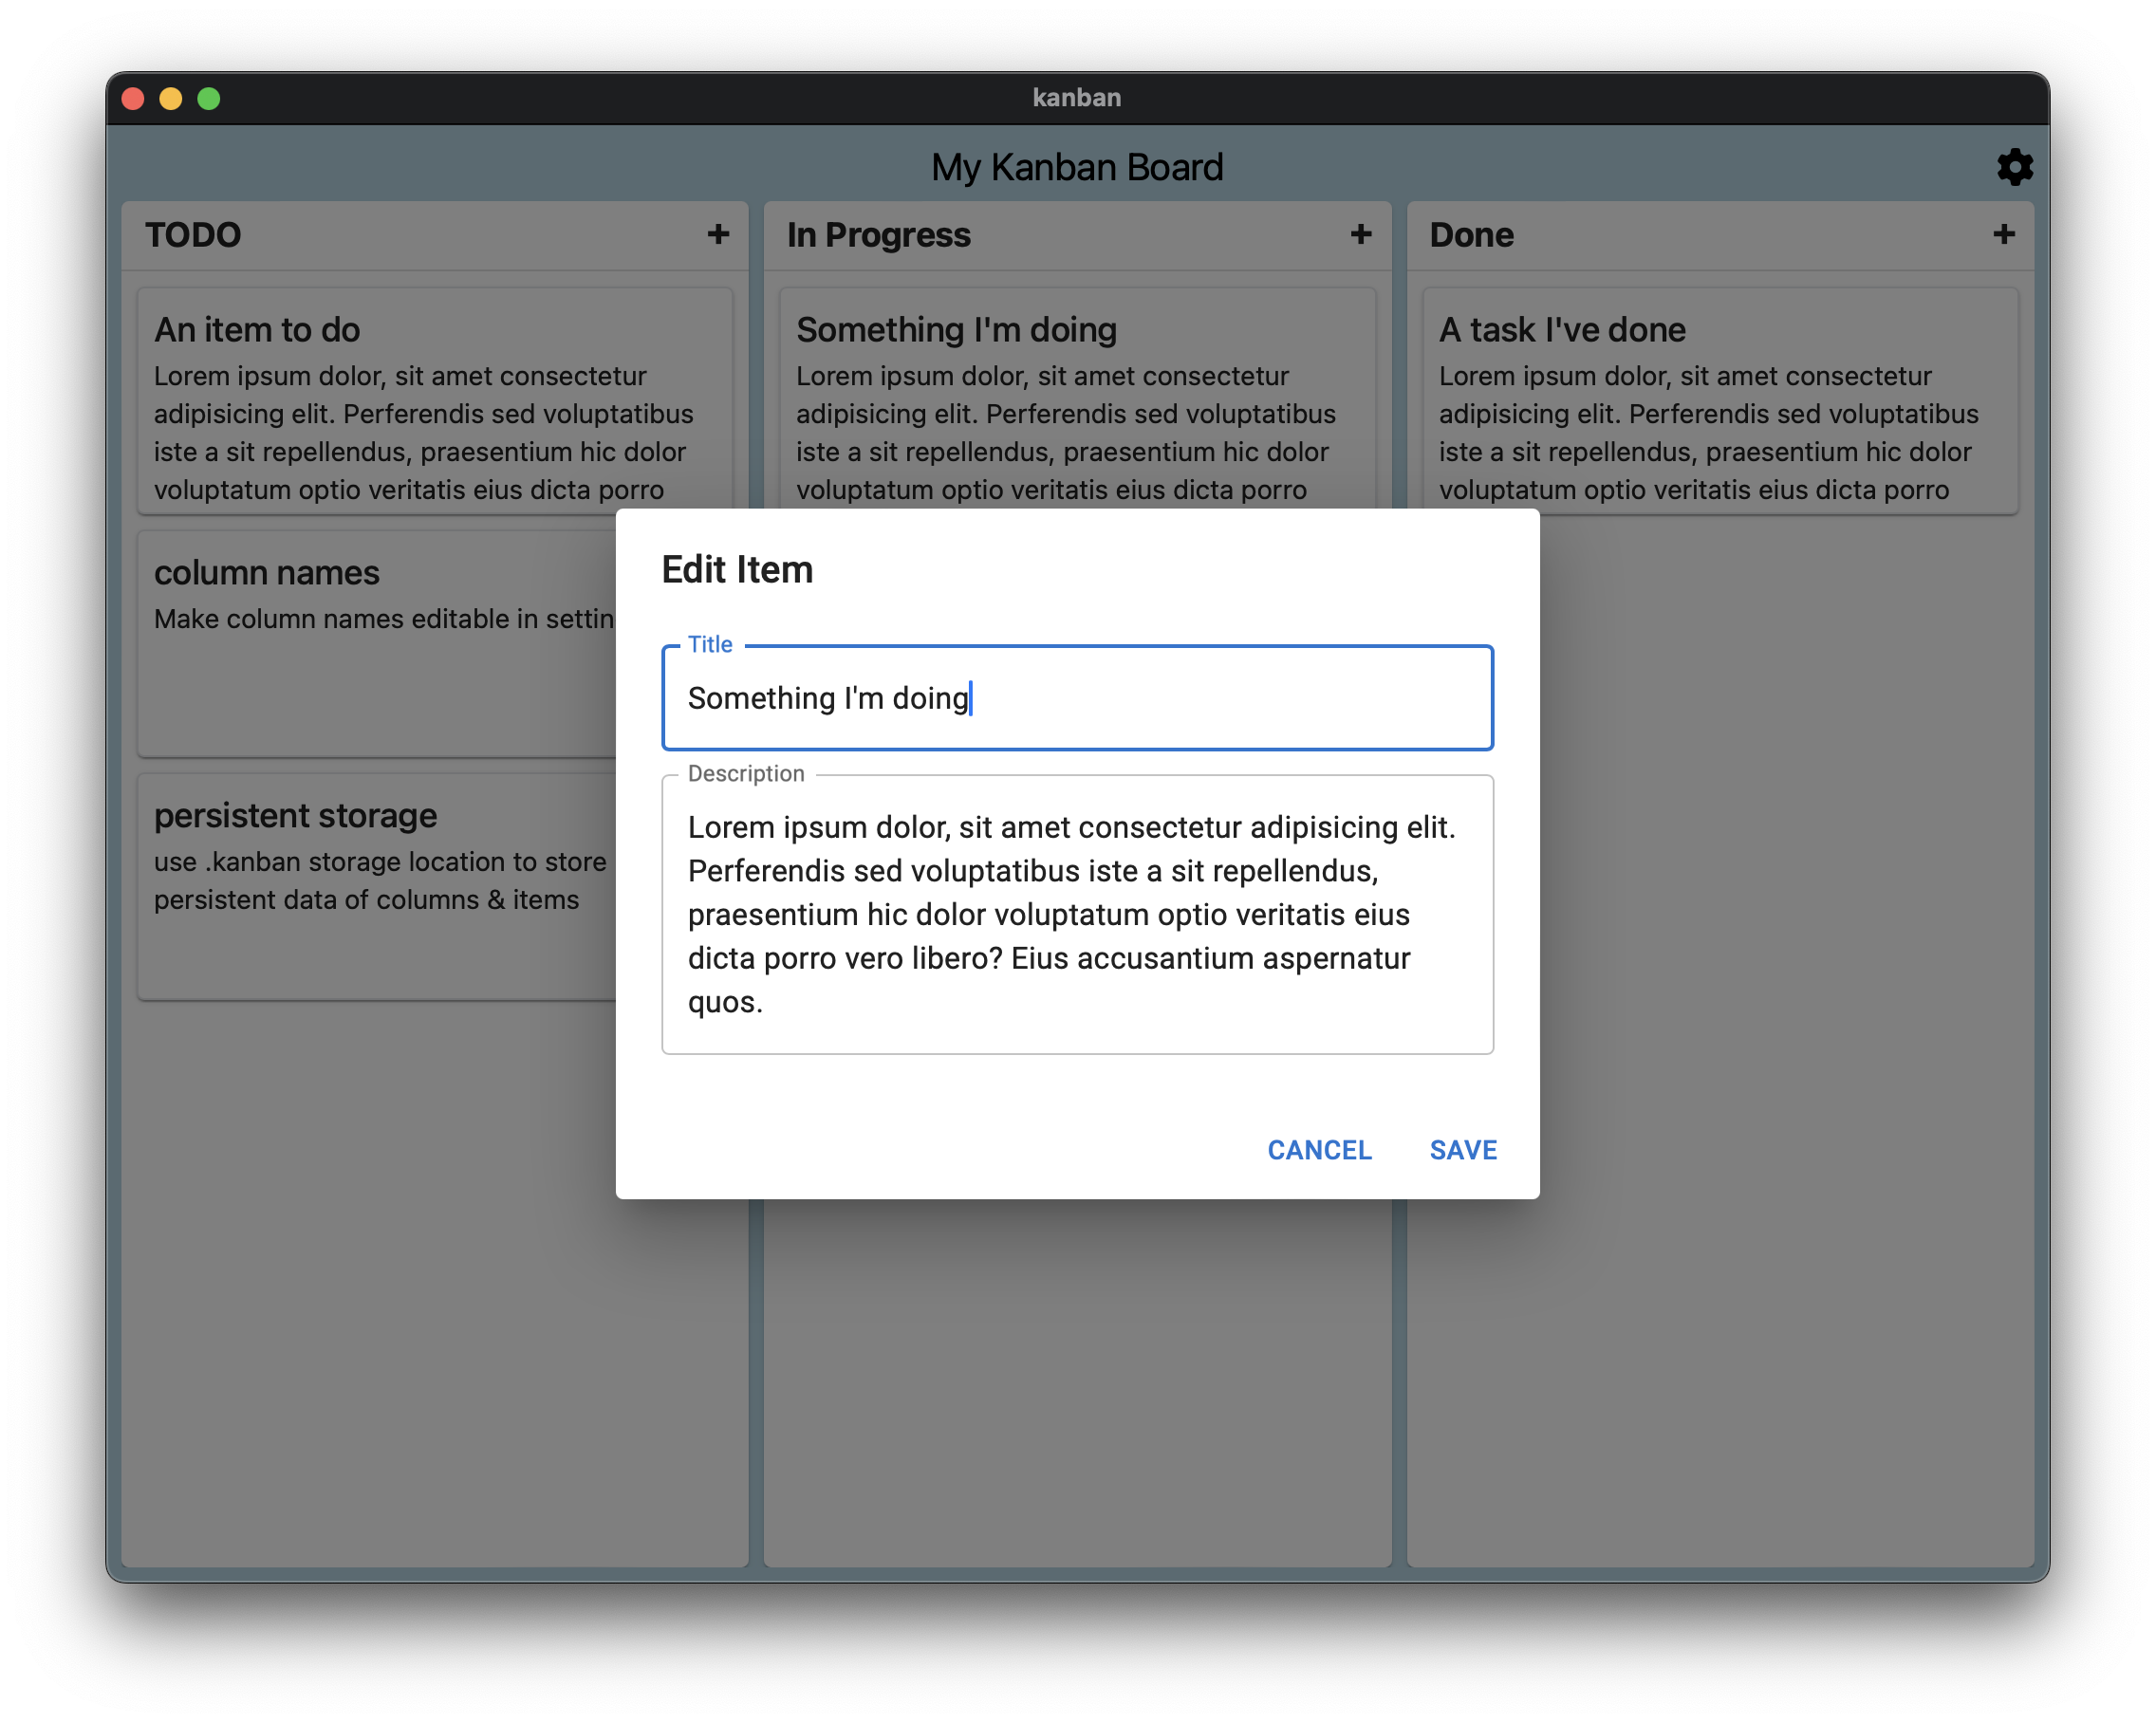 kanban
My Kanban Board
TODO +
An item to do
Lorem ipsum dolor, sit amet consectetur
adipisicing elit. Perferendis sed voluptatibus
iste a sit repellendus, praesentium hic dolor
voluptatum optio veritatis eius dicta porro
column names
Make column names editable in settin
persistent storage
use .kanban storage location to store
persistent data of columns & items
In Progress +
Something I'm doing
Lorem ipsum dolor, sit amet consectetur
adipisicing elit. Perferendis sed voluptatibus
iste a sit repellendus, praesentium hic dolor
voluptatum optio veritatis eius dicta porro
Done +
A task I've done
Lorem ipsum dolor, sit amet consectetur
adipisicing elit. Perferendis sed voluptatibus
iste a sit repellendus, praesentium hic dolor
voluptatum optio veritatis eius dicta porro
Edit Item
Title
Something I'm doing
Description
Lorem ipsum dolor, sit amet consectetur adipisicing elit.
Perferendis sed voluptatibus iste a sit repellendus,
praesentium hic dolor voluptatum optio veritatis eius
dicta porro vero libero? Eius accusantium aspernatur
quos.
CANCEL SAVE